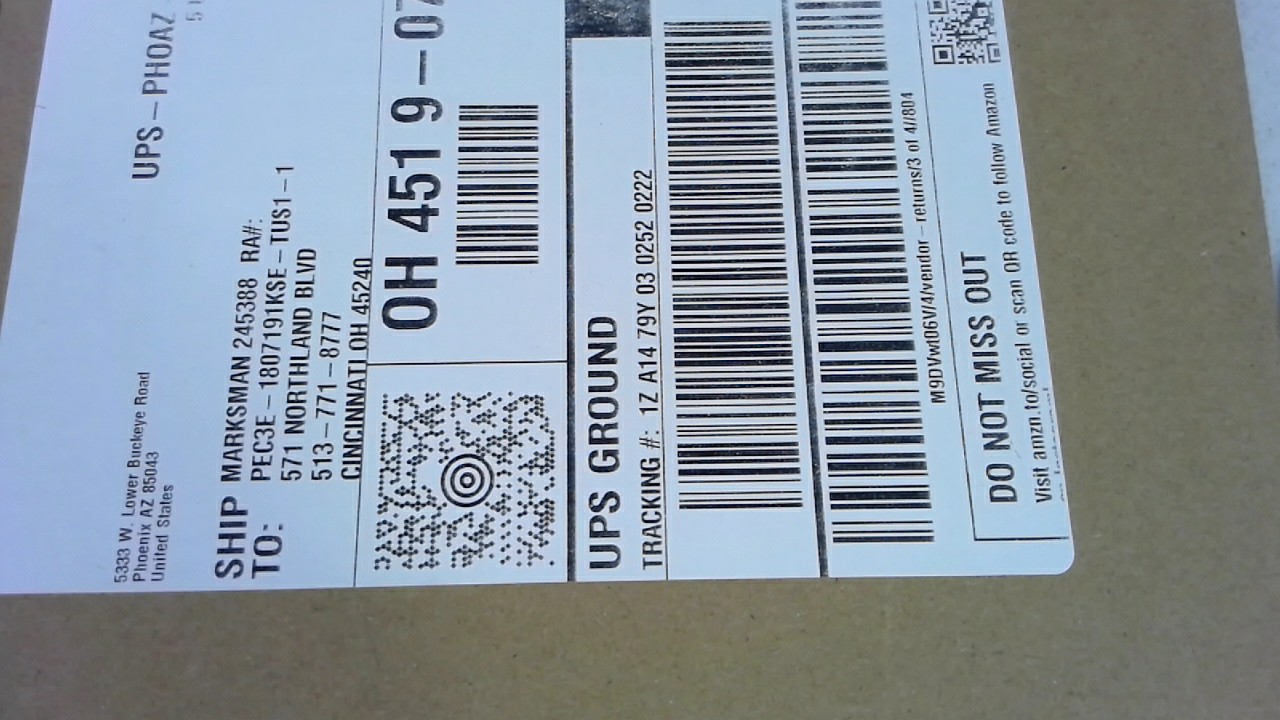 UPS-PHOAZ
5333 W. Lower Buckeye Road
Phoenix AZ 85043
United States
SHIP MARKSMAN 245388 RA#:
TO: PEC3E-1807191KSE-TUS1-1
571 NORTHLAND BLVD
513-771-8777
CINCINNATI OH 45240
OH 451 9-07
UPS GROUND
TRACKING #: 1Z A14 79Y 03 0252 0222
M9DVwt06V/4/vendor-returns/3 of 4//804
DO NOT MISS OUT
Visit amzn.to/social or scan QR code to follow Amazon